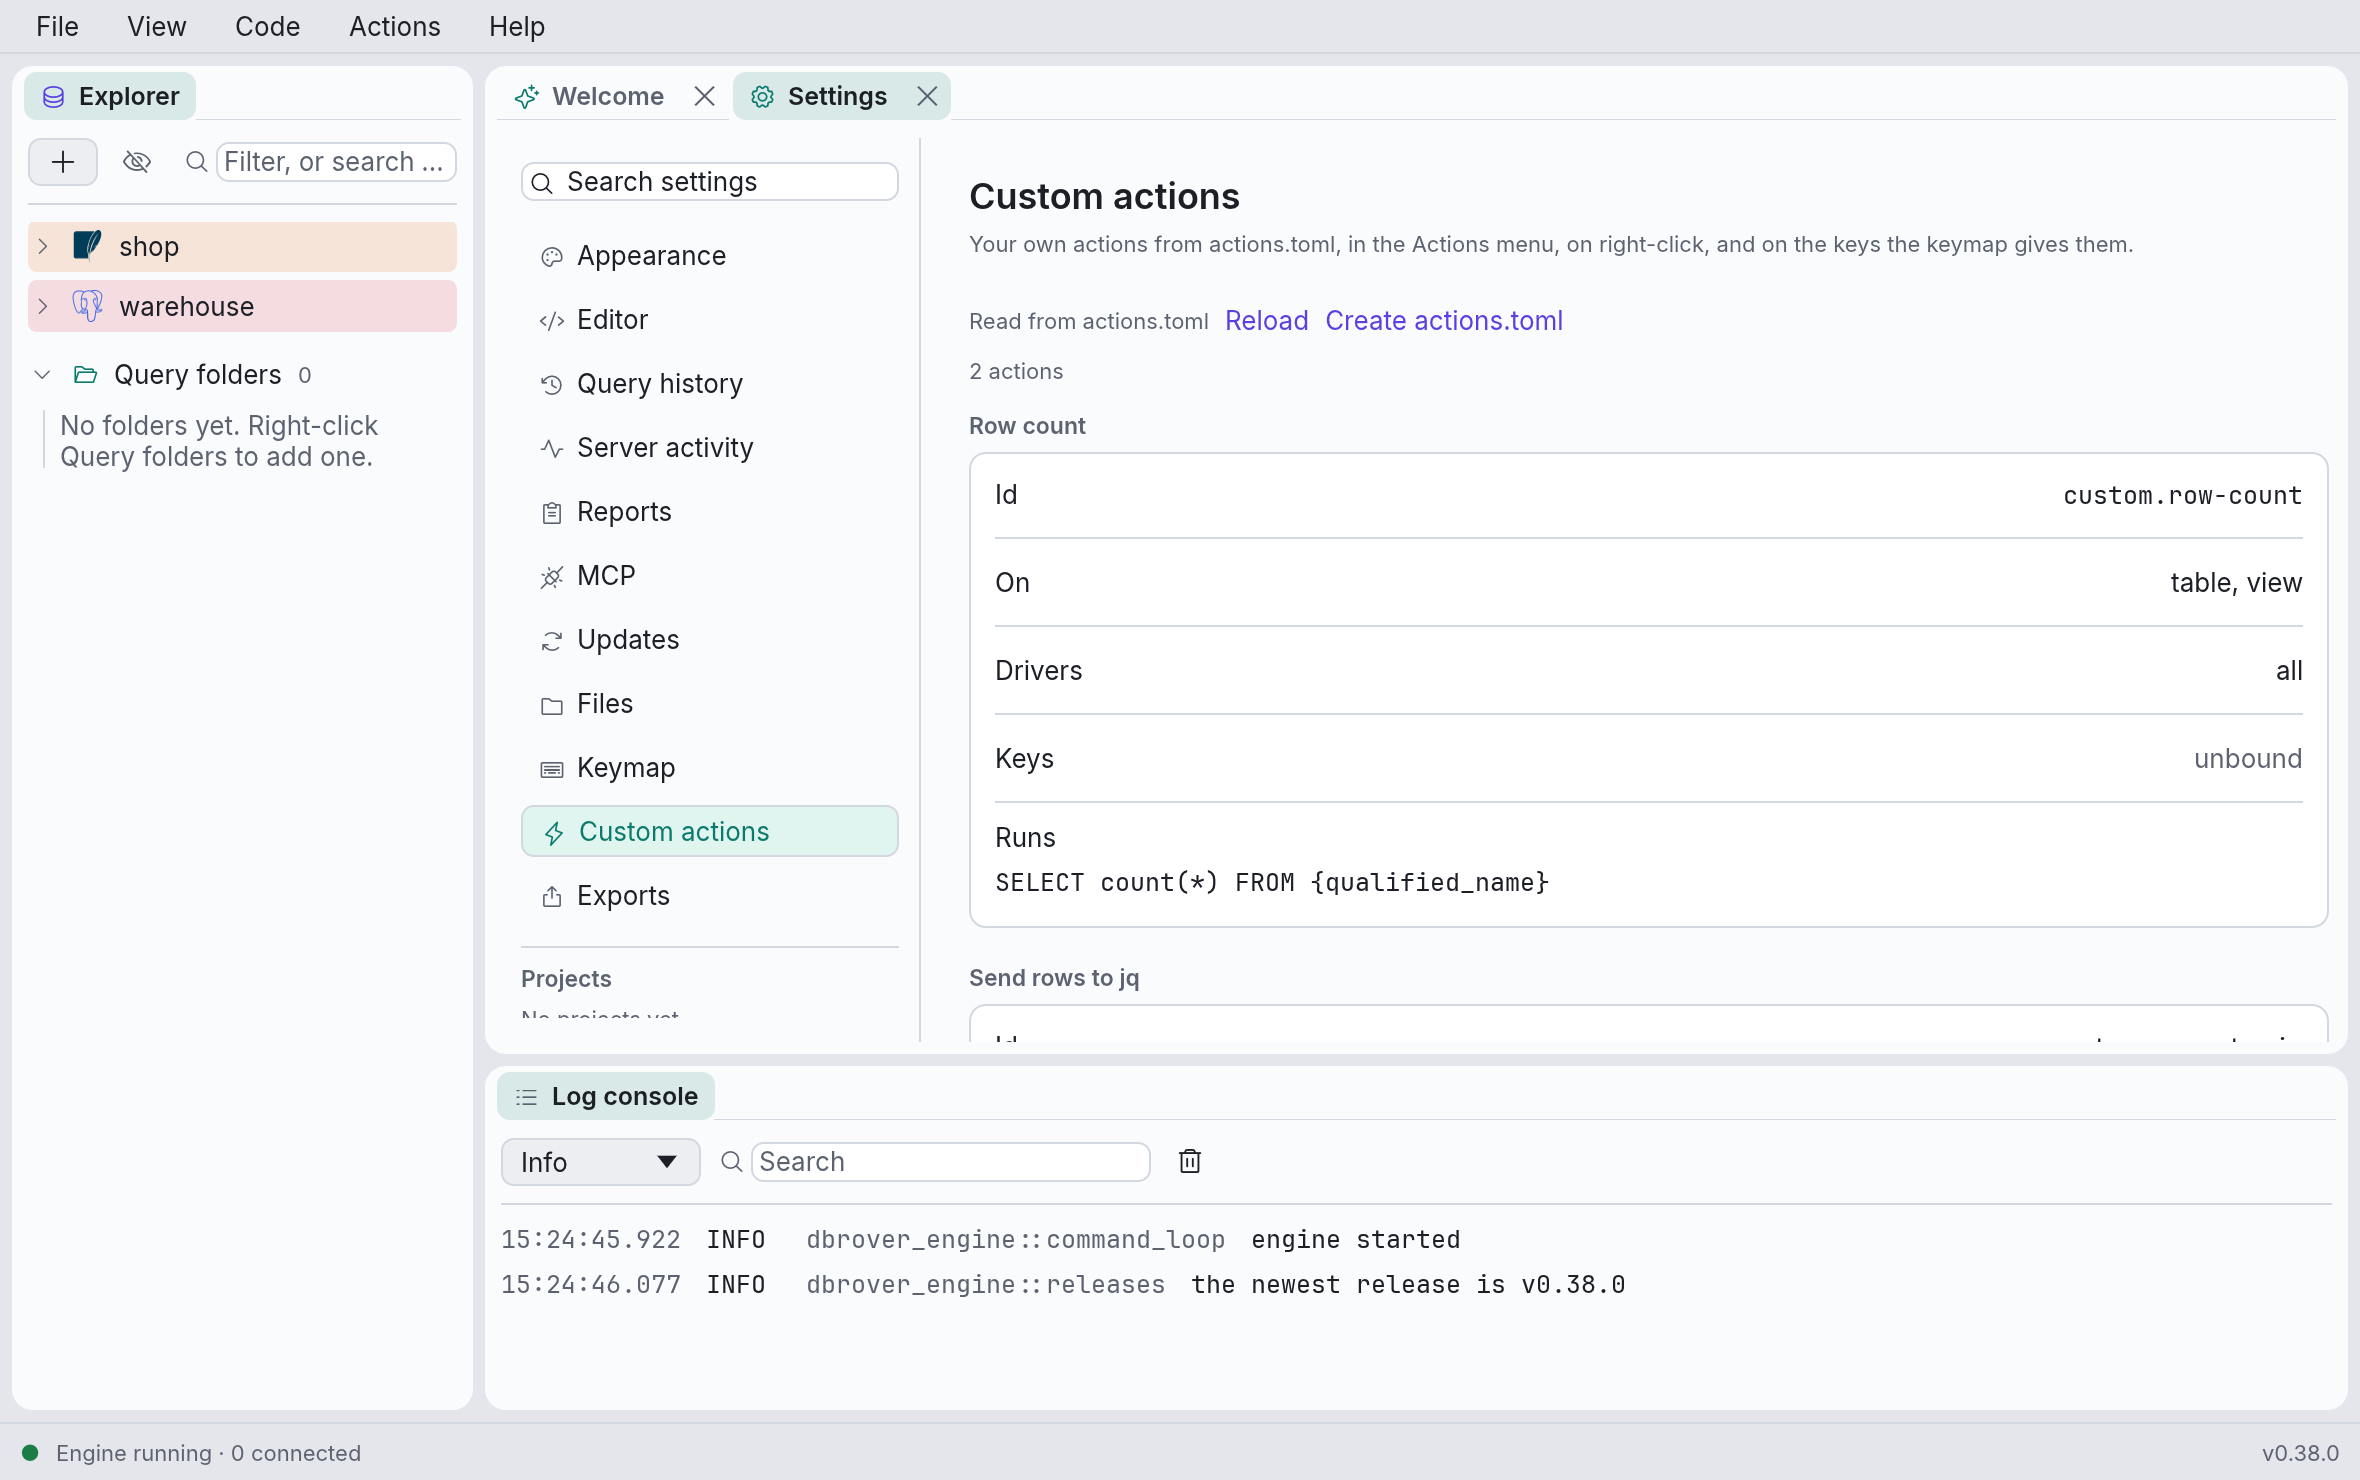 File View Code Actions Help
Explorer
Filter, or search ...
shop
warehouse
Query folders 0
No folders yet. Right-click
Query folders to add one.
Welcome
Settings
Search settings
Appearance
Editor
Query history
Server activity
Reports
MCP
Updates
Files
Keymap
Custom actions
Exports
Projects
No projects yet
Custom actions
Your own actions from actions.toml, in the Actions menu, on right-click, and on the keys the keymap gives them.
Read from actions.toml Reload Create actions.toml
2 actions
Row count
Id custom.row-count
On table, view
Drivers all
Keys unbound
Runs
SELECT count(*) FROM {qualified_name}
Send rows to jq
Id
Log console
Info
Search
15:24:45.922 INFO dbrover_engine::command_loop engine started
15:24:46.077 INFO dbrover_engine::releases the newest release is v0.38.0
Engine running · 0 connected
v0.38.0